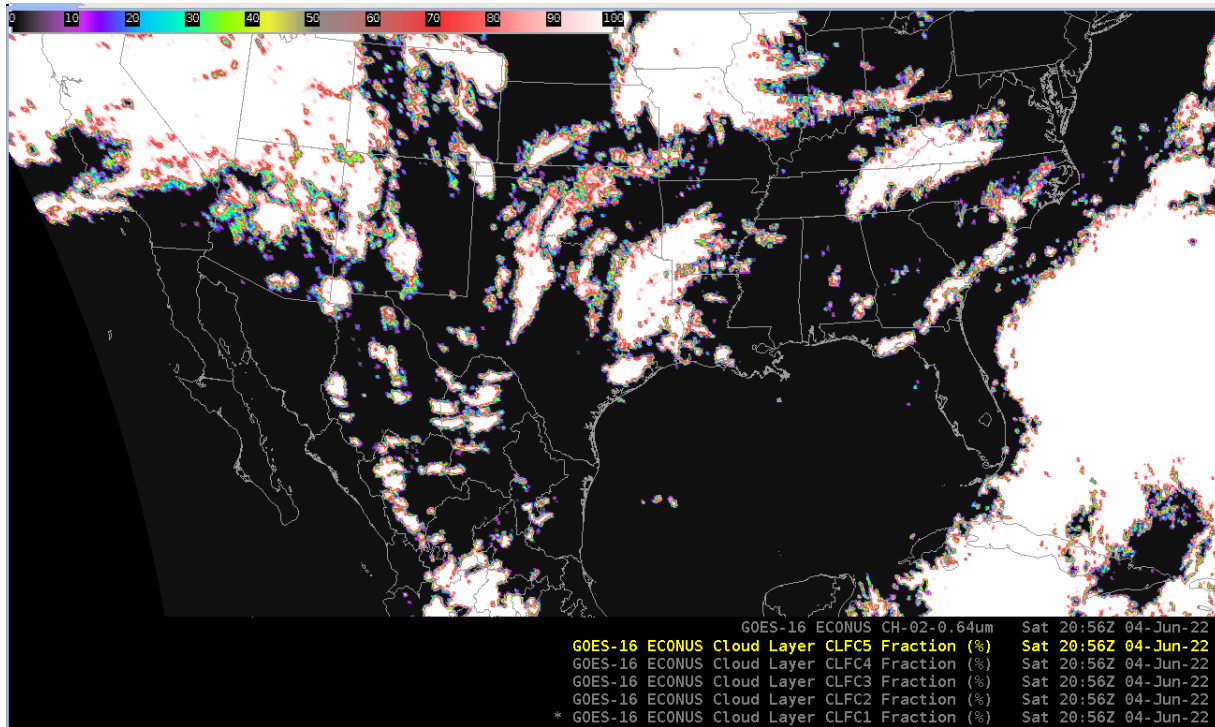 0 10 20 30 40 50 60 70 80 90 100
GOES-16 ECONUS CH-02-0.64um Sat 20:56Z 04-Jun-22
GOES-16 ECONUS Cloud Layer CLFC5 Fraction (%) Sat 20:56Z 04-Jun-22
GOES-16 ECONUS Cloud Layer CLFC4 Fraction (%) Sat 20:56Z 04-Jun-22
GOES-16 ECONUS Cloud Layer CLFC3 Fraction (%) Sat 20:56Z 04-Jun-22
GOES-16 ECONUS Cloud Layer CLFC2 Fraction (%) Sat 20:56Z 04-Jun-22
* GOES-16 ECONUS Cloud Layer CLFC1 Fraction (%) Sat 20:56Z 04-Jun-22